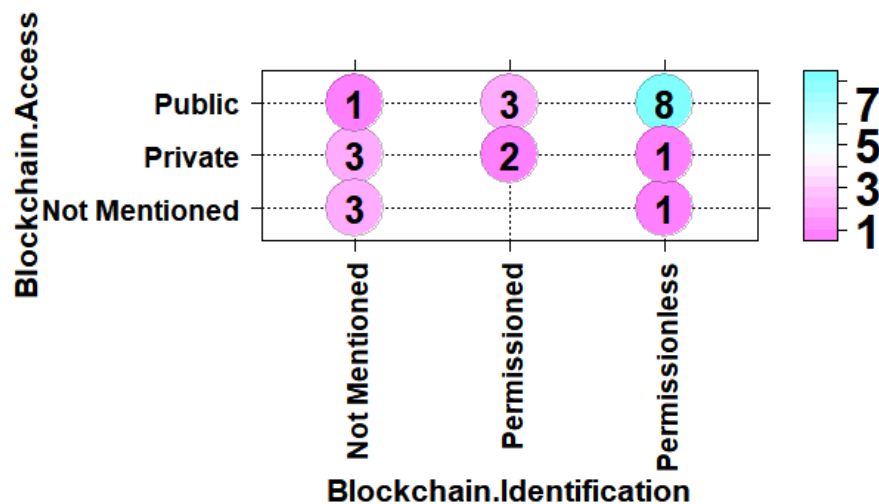 Blockchain.Access
Public
Private
Not Mentioned
1 3 8
3 2 1
3 1
7
5
3
1
Not Mentioned
Permissioned
Permissionless
Blockchain.Identification